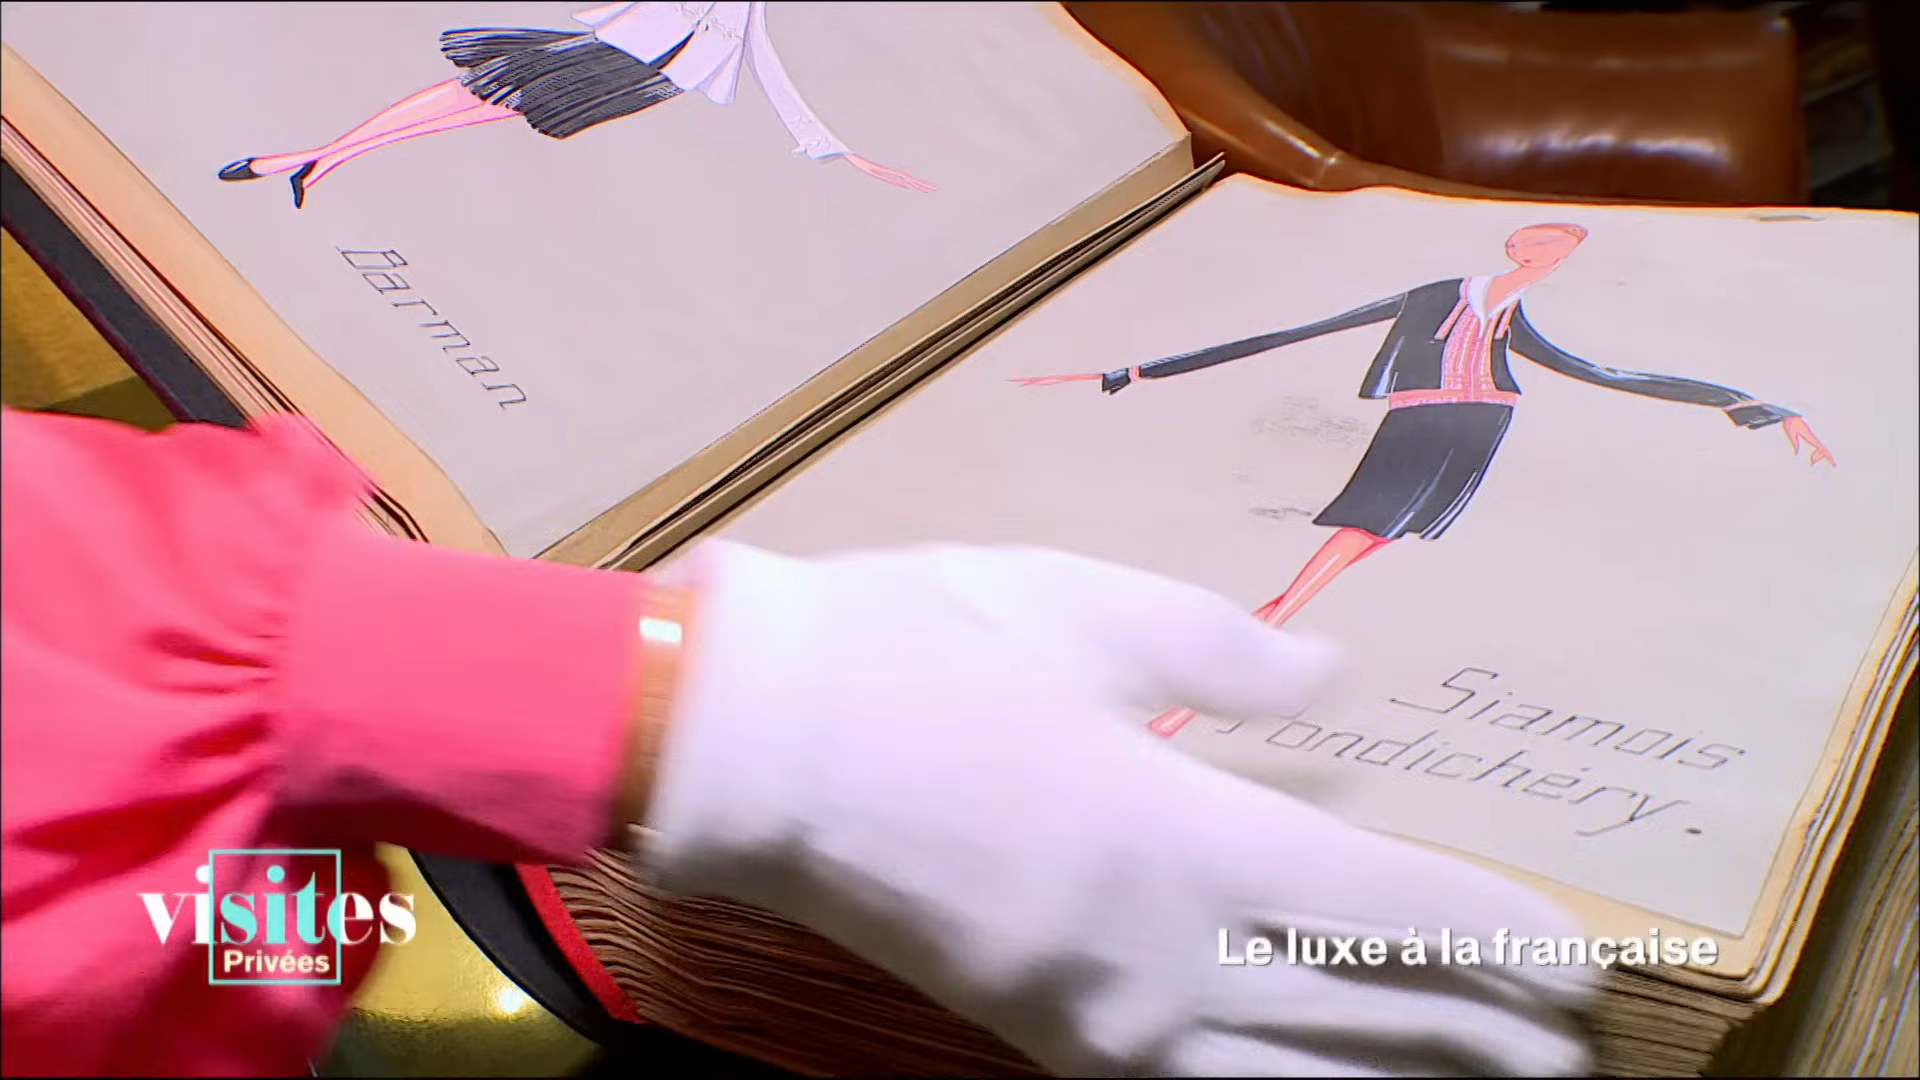 Barman
Siamois
Pondichéry.
visites
Privées
Le luxe à la française